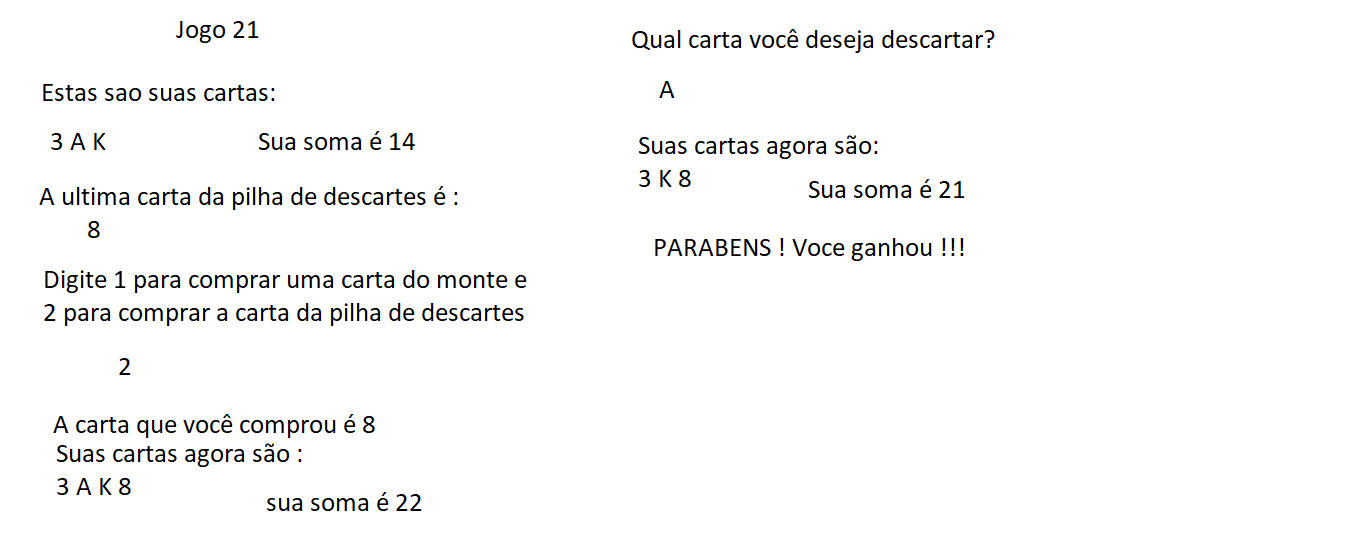 Jogo 21
Estas sao suas cartas:
3 A K Sua soma é 14
A ultima carta da pilha de descartes é :
8
Digite 1 para comprar uma carta do monte e
2 para comprar a carta da pilha de descartes
2
A carta que você comprou é 8
Suas cartas agora são :
3 A K 8
sua soma é 22
Qual carta você deseja descartar?
A
Suas cartas agora são:
3 K 8
Sua soma é 21
PARABENS ! Voce ganhou !!!